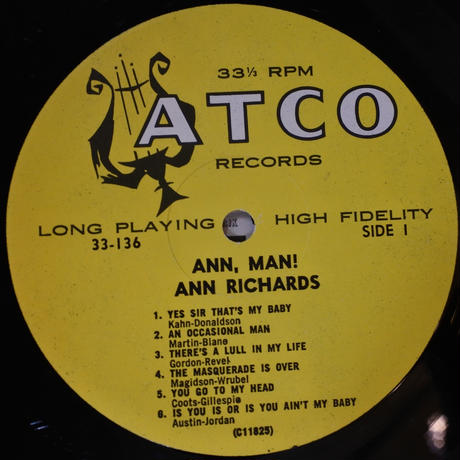 33⅓ RPM
ATCO
RECORDS
LONG PLAYING HIGH FIDELITY
33-136 SIDE 1
ANN, MAN!
ANN RICHARDS
1. YES SIR THAT'S MY BABY
Kahn-Donaldson
2. AN OCCASIONAL MAN
Martin-Blane
3. THERE'S A LULL IN MY LIFE
Gordon-Revel
4. THE MASQUERADE IS OVER
Magidson-Wrubel
5. YOU GO TO MY HEAD
Coots-Gillespie
6. IS YOU IS OR IS YOU AIN'T MY BABY
Austin-Jordan
(C11825)